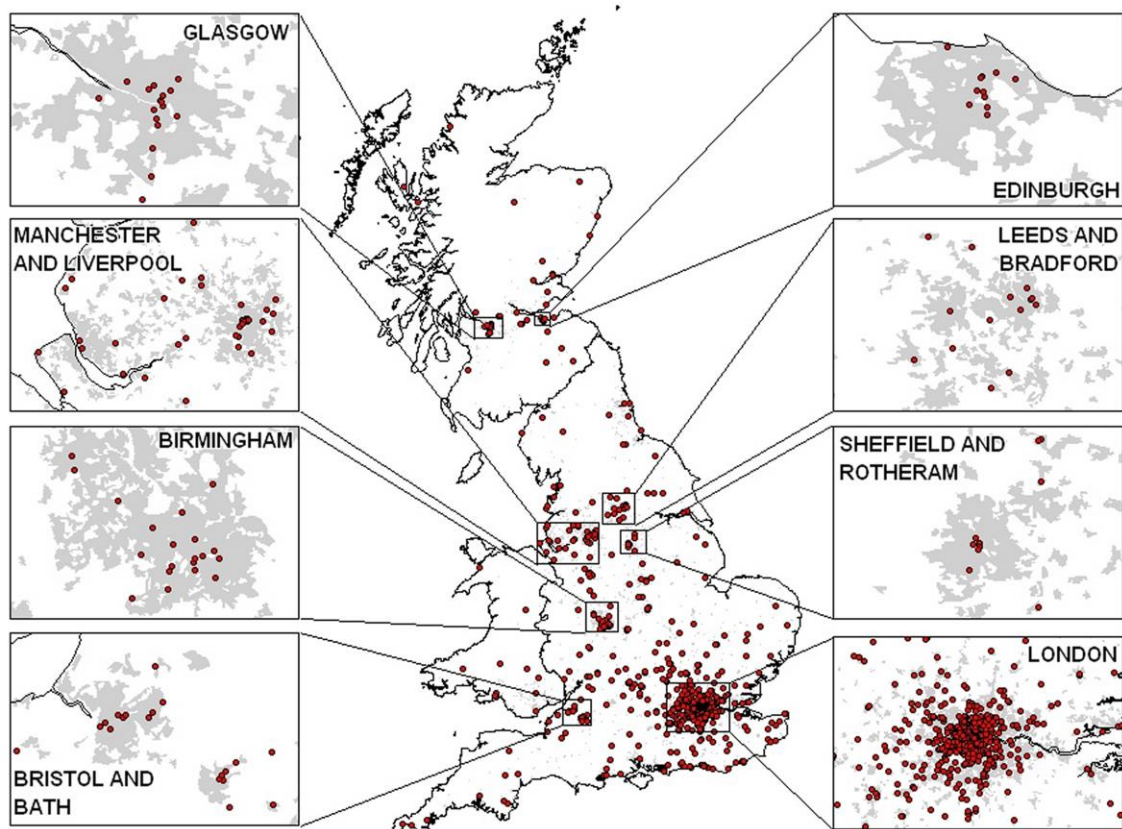 GLASGOW
EDINBURGH
MANCHESTER
AND LIVERPOOL
LEEDS AND
BRADFORD
BIRMINGHAM
SHEFFIELD AND
ROTHERAM
BRISTOL AND
BATH
LONDON